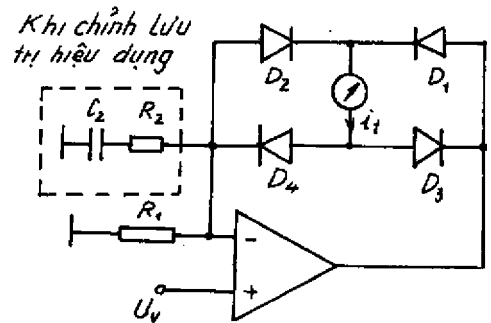 Khi chỉnh lưu
trị hiệu dụng
D₂
D₁
C₂
R₂
i₁
D₄
D₃
R₁
-
+
Uᵥ